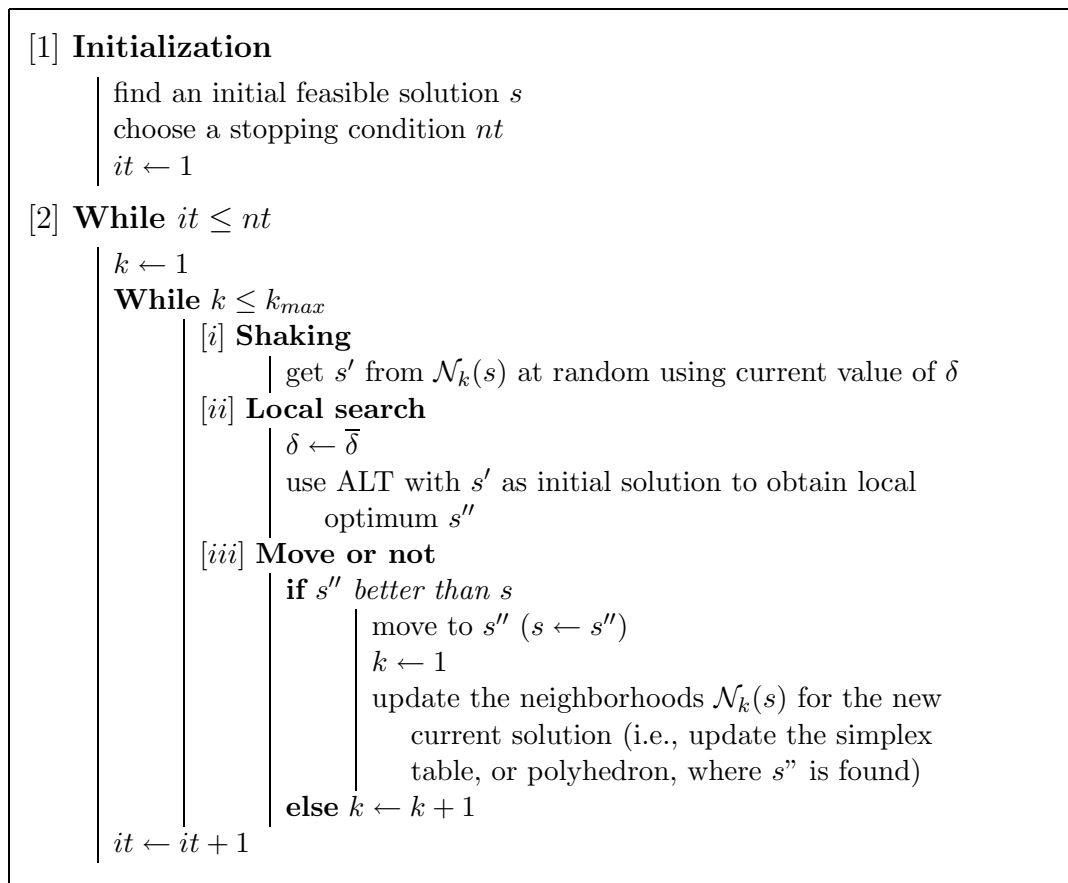 [1] Initialization
find an initial feasible solution s
choose a stopping condition nt
it ← 1
[2] While it ≤ nt
k ← 1
While k ≤ k_{max}
[i] Shaking
get s′ from 𝒩_k(s) at random using current value of δ
[ii] Local search
δ ← δ̅
use ALT with s′ as initial solution to obtain local
optimum s″
[iii] Move or not
if s″ better than s
move to s″ (s ← s″)
k ← 1
update the neighborhoods 𝒩_k(s) for the new
current solution (i.e., update the simplex
table, or polyhedron, where s” is found)
else k ← k + 1
it ← it + 1